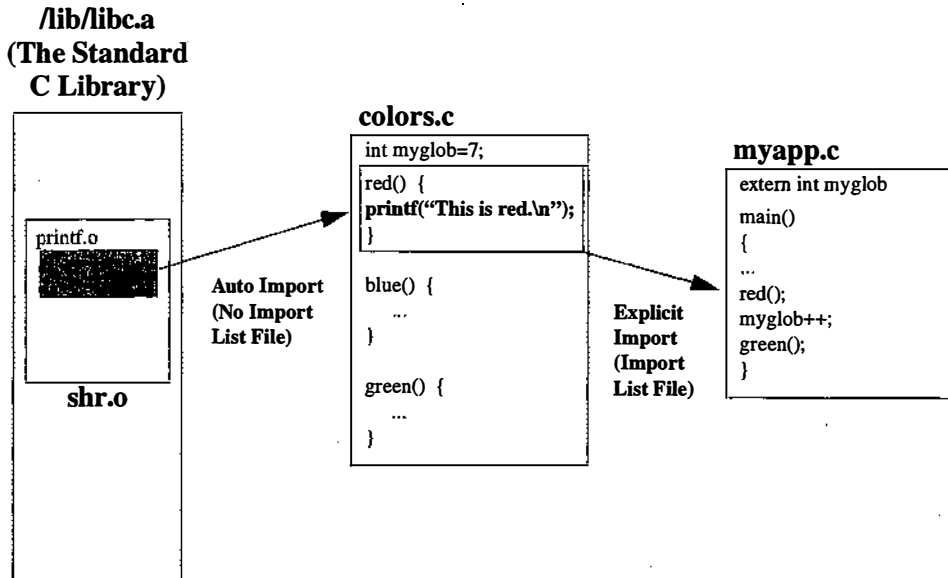 /lib/libc.a
(The Standard
C Library)
printf.o
shr.o
Auto Import
(No Import
List File)
colors.c
int myglob=7;
red() {
printf(“This is red.\n”);
}
blue() {
...
}
green() {
...
}
Explicit
Import
(Import
List File)
myapp.c
extern int myglob
main()
{
...
red();
myglob++;
green();
}